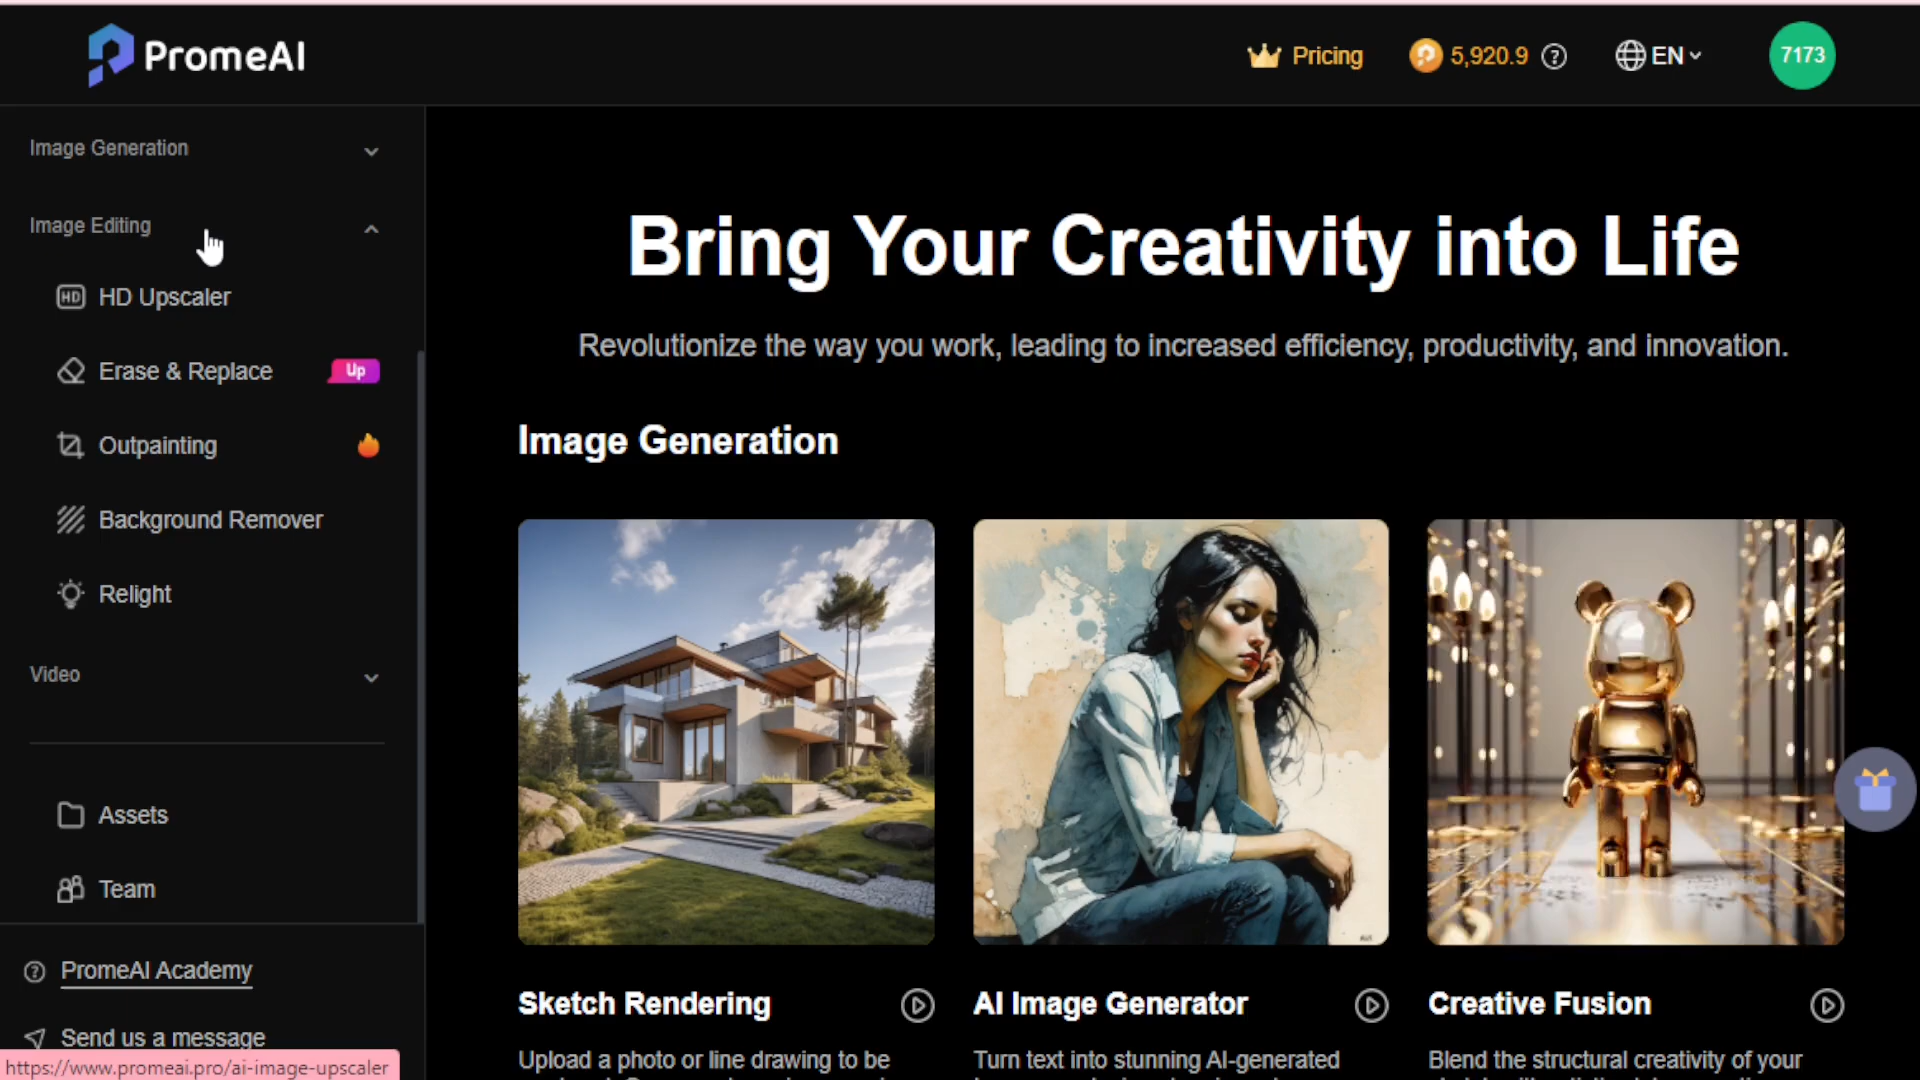 PromeAI
Pricing
5,920.9
EN
7173
Image Generation
Image Editing
HD HD Upscaler
Erase & Replace
Up
Outpainting
Background Remover
Relight
Video
Assets
Team
PromeAI Academy
Send us a message
https://www.promeai.pro/ai-image-upscaler
Bring Your Creativity into Life
Revolutionize the way you work, leading to increased efficiency, productivity, and innovation.
Image Generation
Sketch Rendering
Upload a photo or line drawing to be
AI Image Generator
Turn text into stunning AI-generated
Creative Fusion
Blend the structural creativity of your